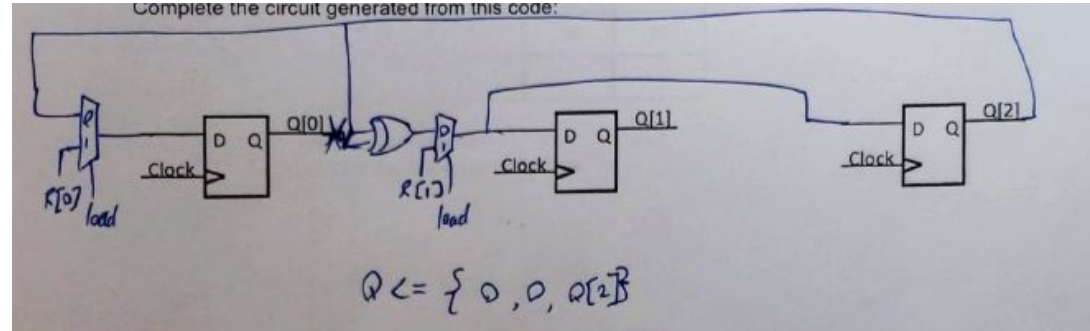 Complete the circuit generated from this code:
Q[0] Q[1] Q[2]
0 D Q 0 D Q D Q
1 1
Clock Clock Clock
R[0] load R[1] load
Q <= { 0, 0, Q[2]}